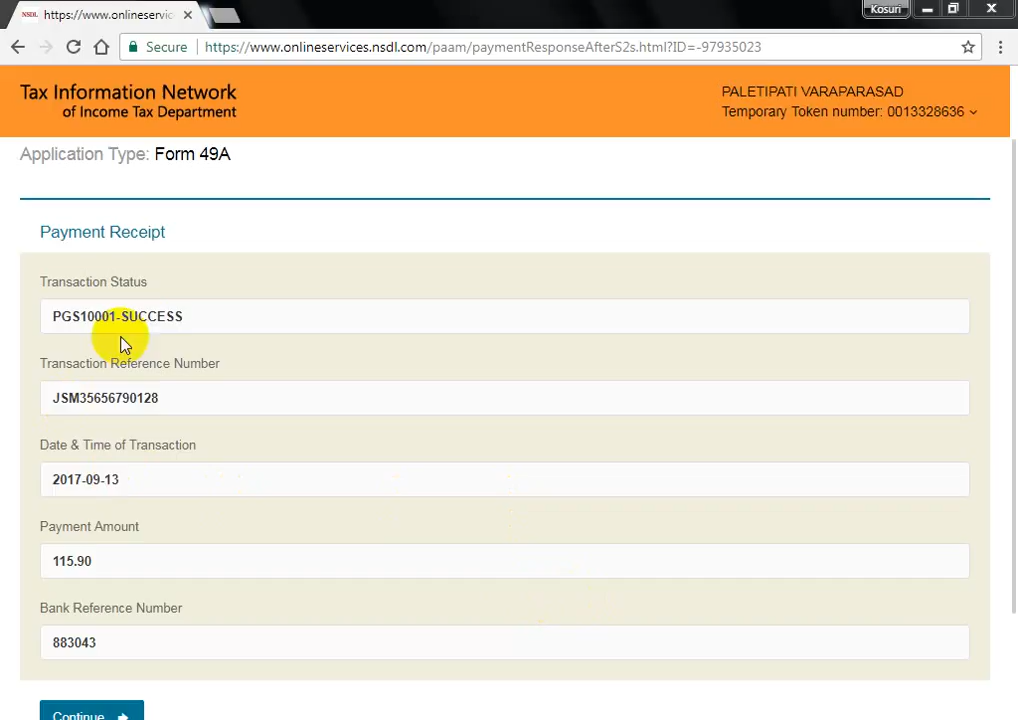 NSDL https://www.onlineservic
Kosuri
Secure https://www.onlineservices.nsdl.com/paam/paymentResponseAfterS2s.html?ID=-97935023
Tax Information Network
of Income Tax Department
PALETIPATI VARAPARASAD
Temporary Token number: 0013328636
Application Type: Form 49A
Payment Receipt
Transaction Status
PGS10001-SUCCESS
Transaction Reference Number
JSM35656790128
Date & Time of Transaction
2017-09-13
Payment Amount
115.90
Bank Reference Number
883043
Continue